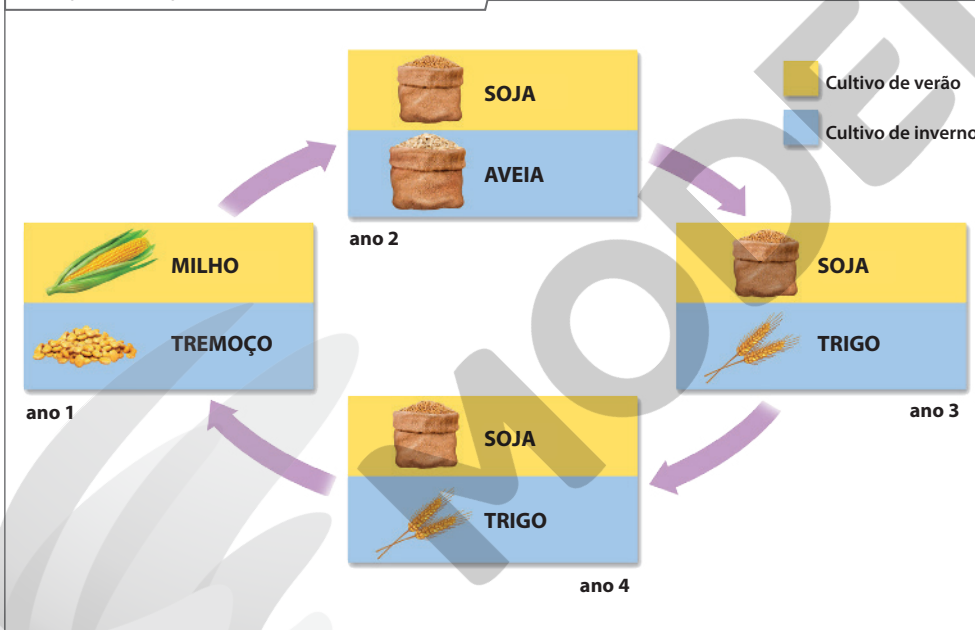 Cultivo de verão
Cultivo de inverno
SOJA
AVEIA
ano 2
MILHO
TREMOÇO
ano 1
SOJA
TRIGO
ano 3
SOJA
TRIGO
ano 4